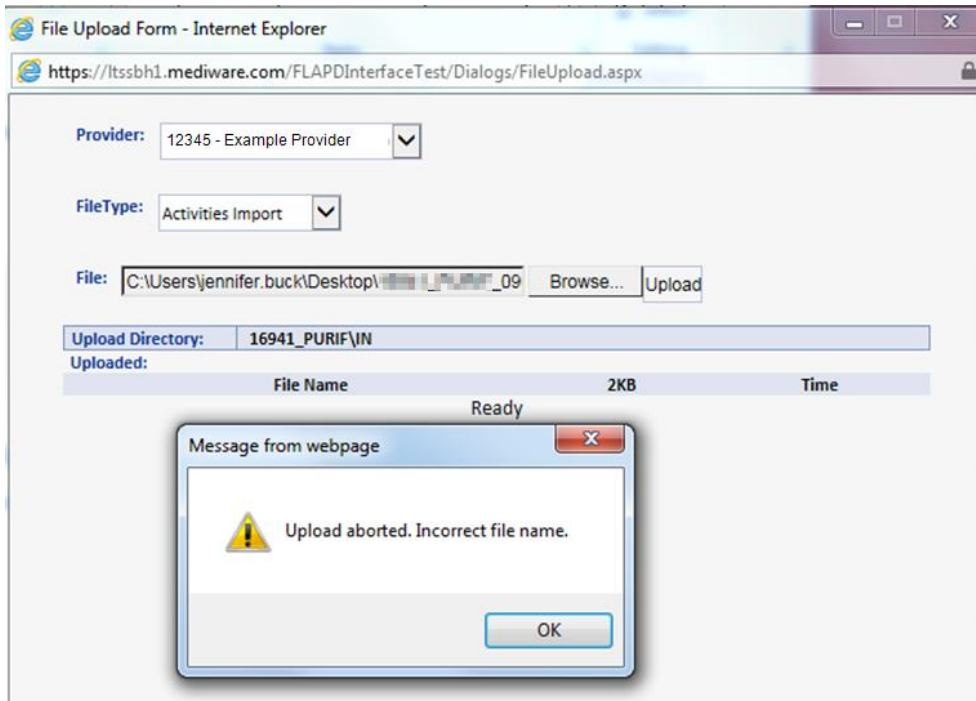 File Upload Form - Internet Explorer
https://ltssbh1.mediware.com/FLAPDInterfaceTest/Dialogs/FileUpload.aspx
Provider: 12345 - Example Provider
FileType: Activities Import
File: C:\Users\jennifer.buck\Desktop\ _09 Browse... Upload
Upload Directory: 16941_PURIF\IN
Uploaded:
File Name 2KB Time
Ready
Message from webpage
Upload aborted. Incorrect file name.
OK